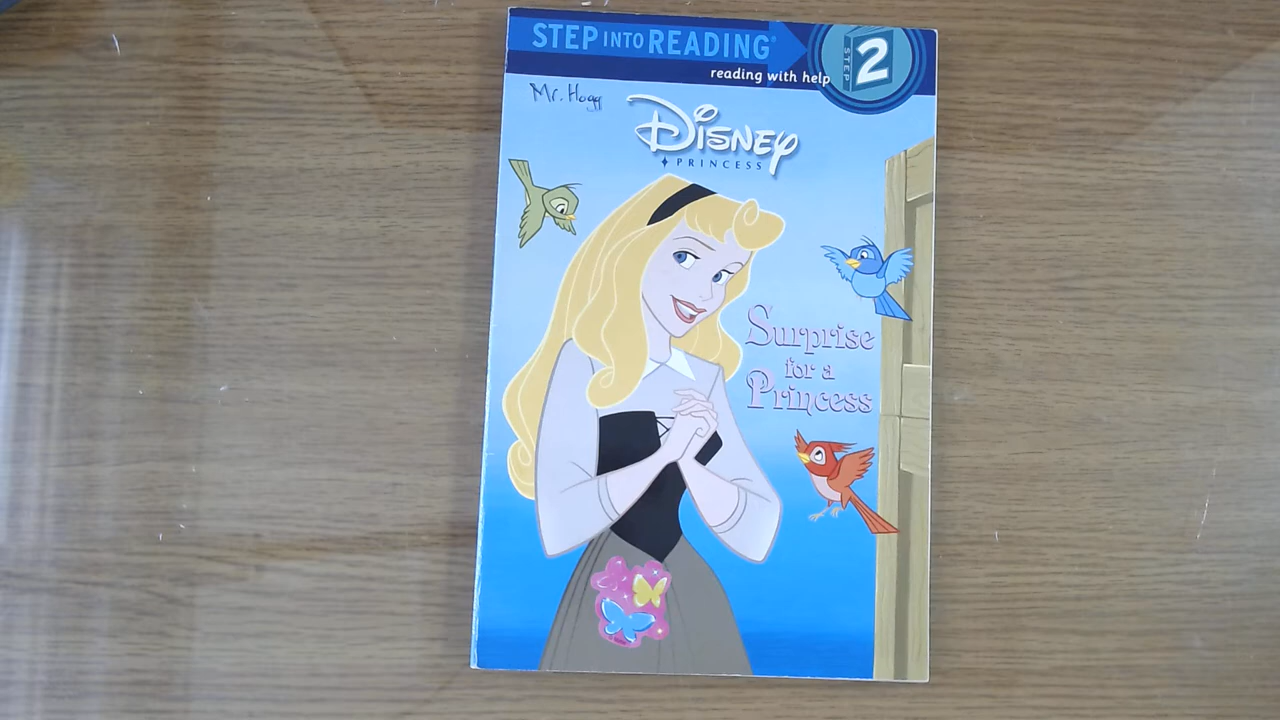 STEP INTO READING®
STEP 2
reading with help
Mr. Hogg
Disney
PRINCESS
Surprise
for a
Princess